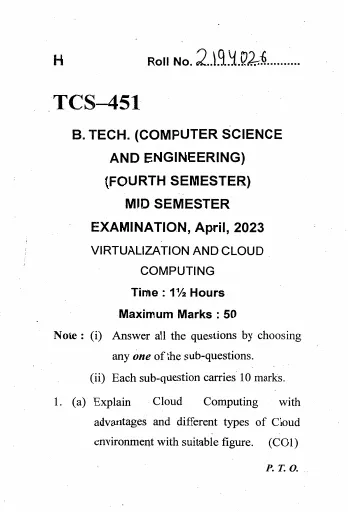 H Roll No. 2194026
TCS–451
B. TECH. (COMPUTER SCIENCE
AND ENGINEERING)
(FOURTH SEMESTER)
MID SEMESTER
EXAMINATION, April, 2023
VIRTUALIZATION AND CLOUD
COMPUTING
Time : 1½ Hours
Maximum Marks : 50
Note : (i) Answer all the questions by choosing
any one of the sub-questions.
(ii) Each sub-question carries 10 marks.
1. (a) Explain Cloud Computing with
advantages and different types of Cloud
environment with suitable figure. (CO1)
P. T. O.